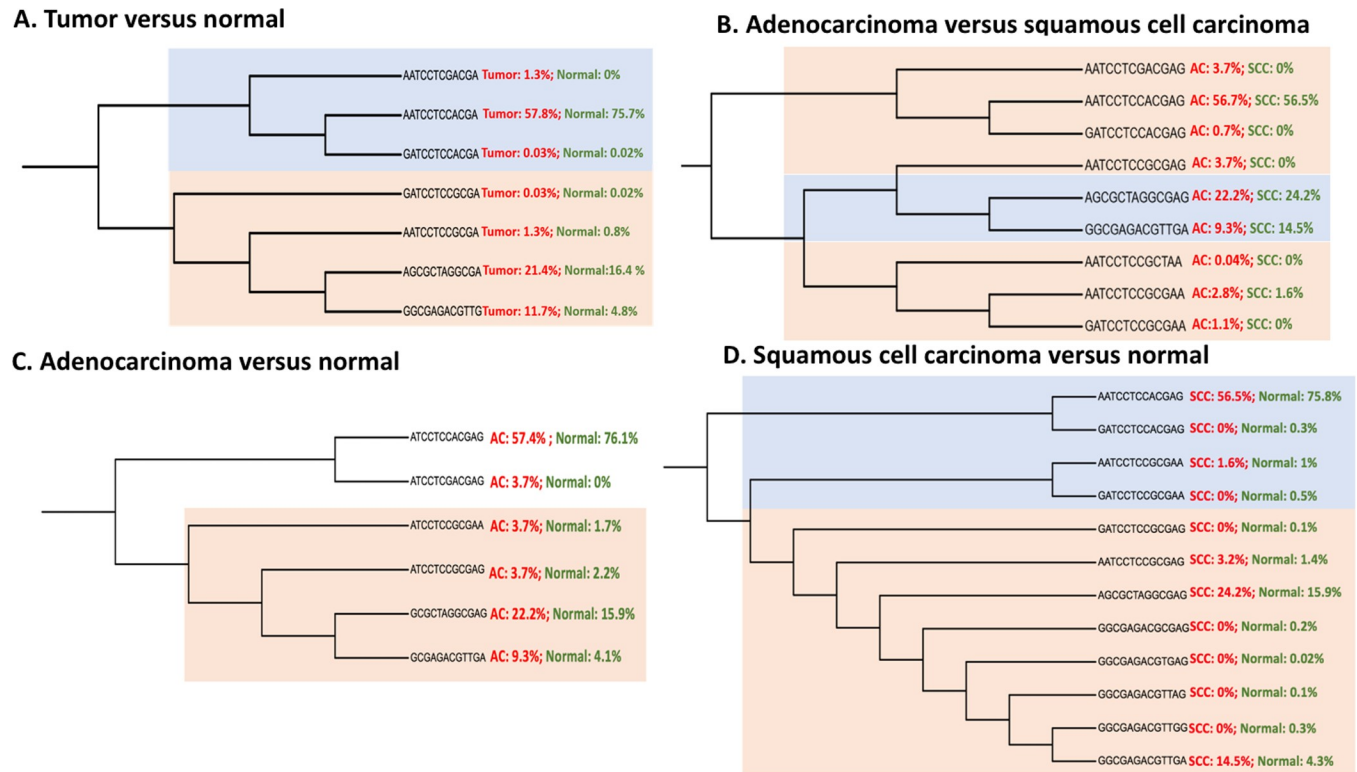 A. Tumor versus normal
AATCCTCGACGA Tumor: 1.3%; Normal: 0%
AATCCTCCACGA Tumor: 57.8%; Normal: 75.7%
GATCCTCCACGA Tumor: 0.03%; Normal: 0.02%
GATCCTCCGCGA Tumor: 0.03%; Normal: 0.02%
AATCCTCCGCGA Tumor: 1.3%; Normal: 0.8%
AGCGCTAGGCGA Tumor: 21.4%; Normal:16.4 %
GGCGAGACGTTG Tumor: 11.7%; Normal: 4.8%
B. Adenocarcinoma versus squamous cell carcinoma
AATCCTCGACGAG AC: 3.7%; SCC: 0%
AATCCTCCACGAG AC: 56.7%; SCC: 56.5%
GATCCTCCACGAG AC: 0.7%; SCC: 0%
AATCCTCCGCGAG AC: 3.7%; SCC: 0%
AGCGCTAGGCGAG AC: 22.2%; SCC: 24.2%
GGCGAGACGTTGA AC: 9.3%; SCC: 14.5%
AATCCTCCGCTAA AC: 0.04%; SCC: 0%
AATCCTCCGCGAA AC:2.8%; SCC: 1.6%
GATCCTCCGCGAA AC:1.1%; SCC: 0%
C. Adenocarcinoma versus normal
ATCCTCCACGAG AC: 57.4% ; Normal: 76.1%
ATCCTCGACGAG AC: 3.7%; Normal: 0%
ATCCTCCGCGAA AC: 3.7%; Normal: 1.7%
ATCCTCCGCGAG AC: 3.7%; Normal: 2.2%
GCGCTAGGCGAG AC: 22.2%; Normal: 15.9%
GCGAGACGTTGA AC: 9.3%; Normal: 4.1%
D. Squamous cell carcinoma versus normal
AATCCTCCACGAG SCC: 56.5%; Normal: 75.8%
GATCCTCCACGAG SCC: 0%; Normal: 0.3%
AATCCTCCGCGAA SCC: 1.6%; Normal: 1%
GATCCTCCGCGAA SCC: 0%; Normal: 0.5%
GATCCTCCGCGAG SCC: 0%; Normal: 0.1%
AATCCTCCGCGAG SCC: 3.2%; Normal: 1.4%
AGCGCTAGGCGAG SCC: 24.2%; Normal: 15.9%
GGCGAGACGCGAG SCC: 0%; Normal: 0.2%
GGCGAGACGTGAG SCC: 0%; Normal: 0.02%
GGCGAGACGTTAG SCC: 0%; Normal: 0.1%
GGCGAGACGTTGG SCC: 0%; Normal: 0.3%
GGCGAGACGTTGA SCC: 14.5%; Normal: 4.3%